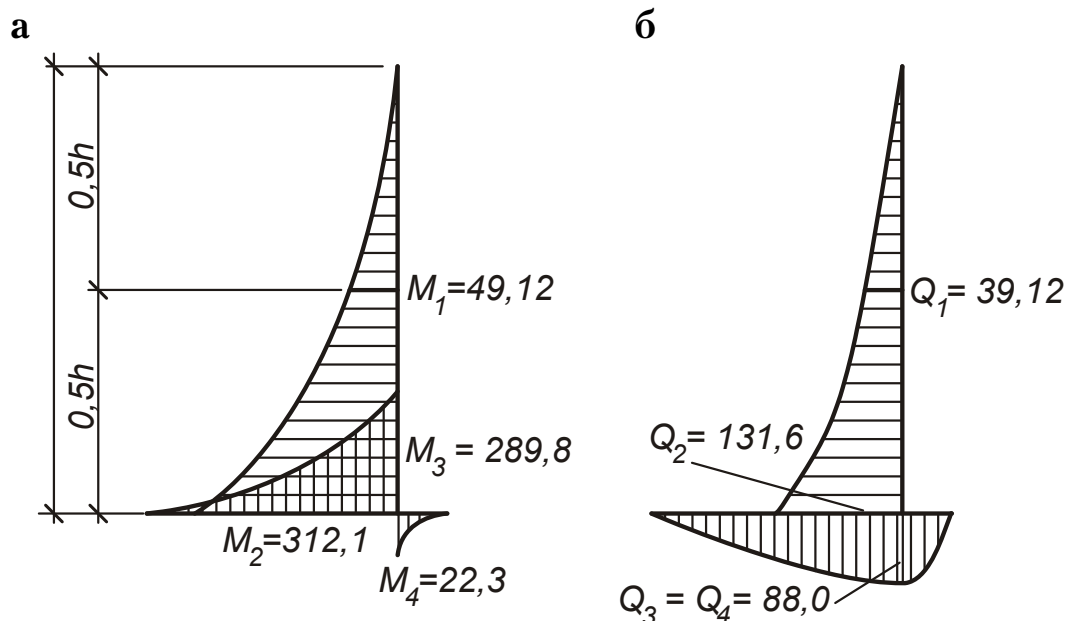 а
0,5h
0,5h
M1=49,12
M3 = 289,8
M2=312,1
M4=22,3
б
Q1= 39,12
Q2= 131,6
Q3 = Q4= 88,0